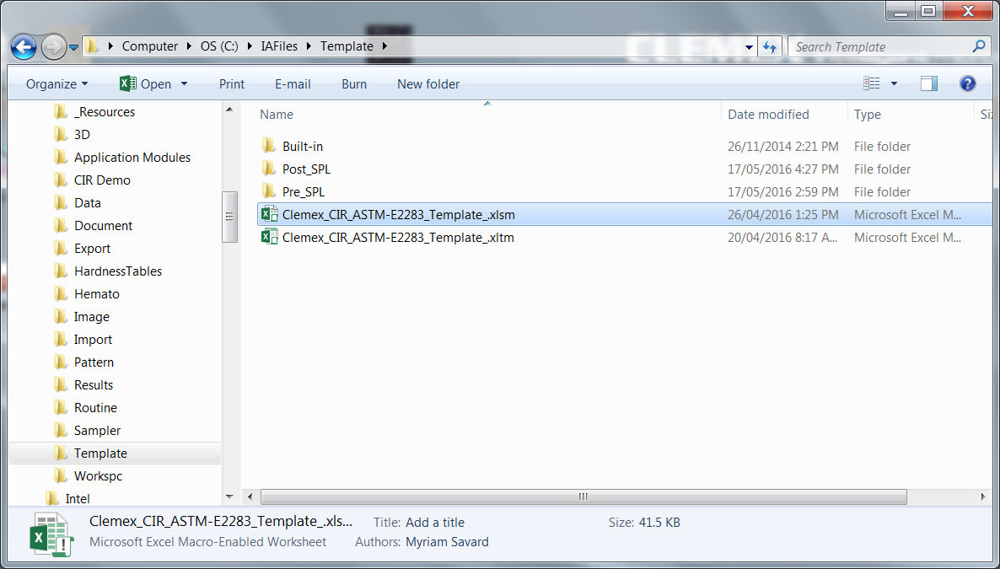 Computer OS (C:) IAFiles Template Search Template
Organize Open Print E-mail Burn New folder
Name Date modified Type
_Resources
3D
Application Modules
CIR Demo
Data
Document
Export
HardnessTables
Hemato
Image
Import
Pattern
Results
Routine
Sampler
Template
Workspc
Intel
Built-in 26/11/2014 2:21 PM File folder
Post_SPL 17/05/2016 4:27 PM File folder
Pre_SPL 17/05/2016 2:59 PM File folder
Clemex_CIR_ASTM-E2283_Template_.xlsm 26/04/2016 1:25 PM Microsoft Excel M...
Clemex_CIR_ASTM-E2283_Template_.xltm 20/04/2016 8:17 A... Microsoft Excel M...
Clemex_CIR_ASTM-E2283_Template_.xls... Title: Add a title Size: 41.5 KB
Microsoft Excel Macro-Enabled Worksheet Authors: Myriam Savard